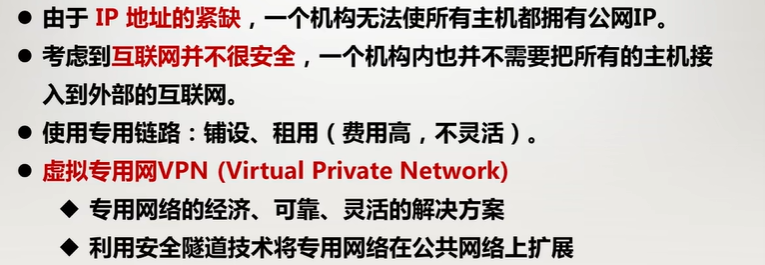 ● 由于 IP 地址的紧缺，一个机构无法使所有主机都拥有公网IP。
● 考虑到互联网并不很安全，一个机构内也并不需要把所有的主机接
入到外部的互联网。
● 使用专用链路：铺设、租用（费用高，不灵活）。
● 虚拟专用网VPN (Virtual Private Network)
◆ 专用网络的经济、可靠、灵活的解决方案
◆ 利用安全隧道技术将专用网络在公共网络上扩展